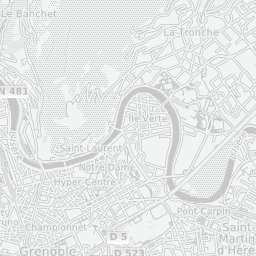 Le Banchet
La Tronche
N 481
Île Verte
Saint-Laurent
Notre-Dame
Hyper-Centre
Pont-Carpin
Championnet
D 5
Saint-
Martin
d'Hère
Grenoble
D 523